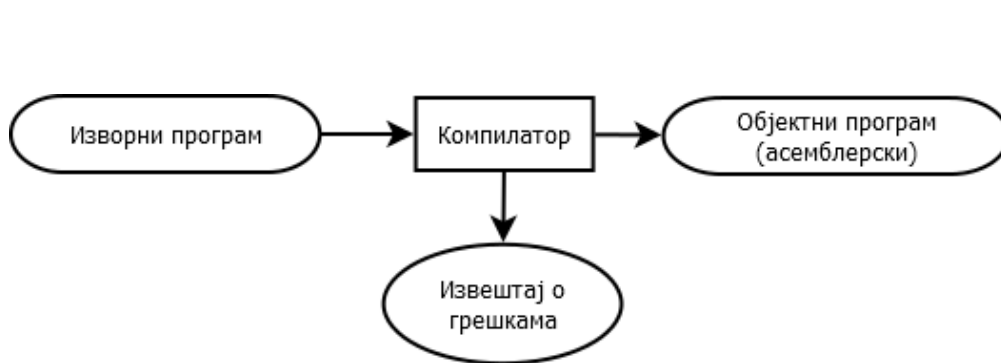 Изворни програм
Компилатор
Објектни програм
(асемблерски)
Извештај о
грешкама